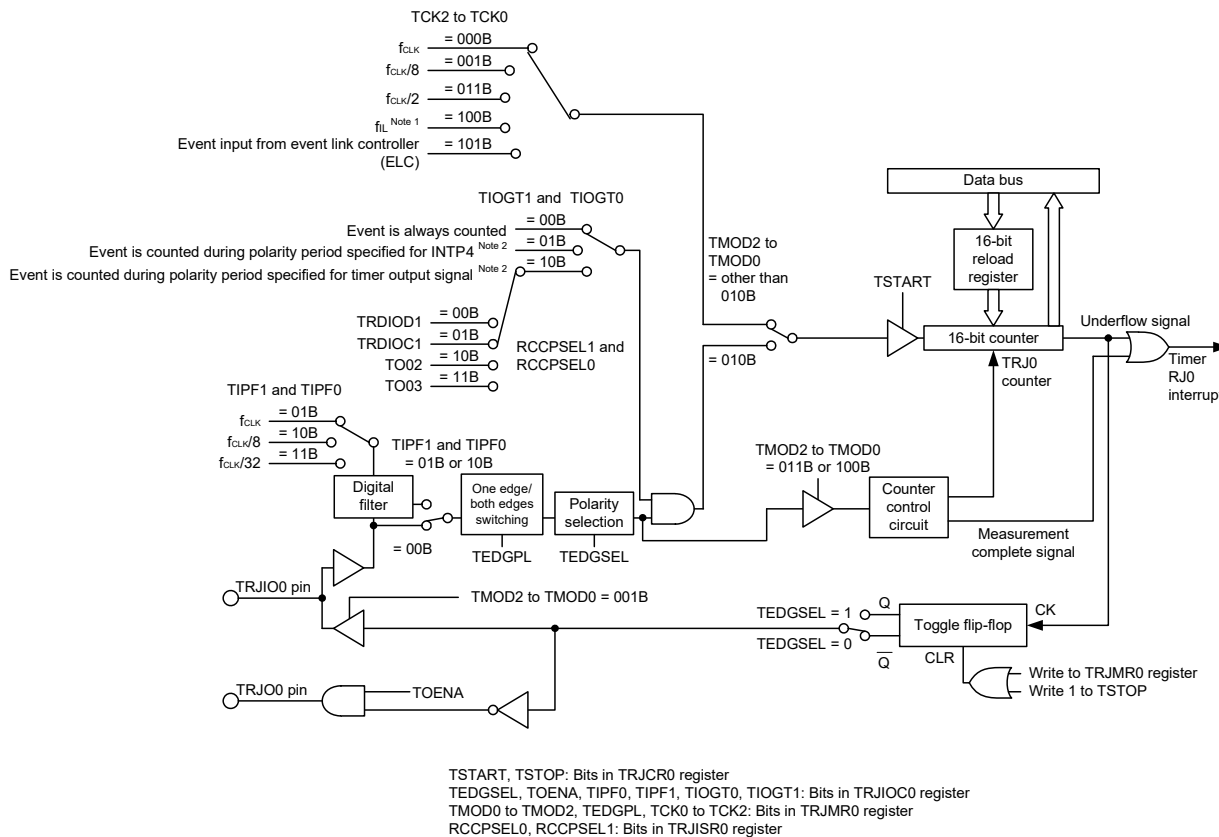 TCK2 to TCK0
fCLK = 000B
fCLK/8 = 001B
fCLK/2 = 011B
fIL Note 1 = 100B
Event input from event link controller = 101B
(ELC)
Data bus
TIOGT1 and TIOGT0
Event is always counted = 00B
Event is counted during polarity period specified for INTP4 Note 2 = 01B
Event is counted during polarity period specified for timer output signal Note 2 = 10B
16-bit
reload
register
TMOD2 to
TMOD0
= other than
010B
TSTART
TRDIOD1 = 00B
TRDIOC1 = 01B
TO02 = 10B
TO03 = 11B
RCCPSEL1 and
RCCPSEL0
= 010B
16-bit counter
Underflow signal
TRJ0
counter
Timer
RJ0
interrupt
TIPF1 and TIPF0
fCLK = 01B
fCLK/8 = 10B
fCLK/32 = 11B
TIPF1 and TIPF0
= 01B or 10B
TMOD2 to TMOD0
= 011B or 100B
Digital
filter
One edge/
both edges
switching
Polarity
selection
Counter
control
circuit
= 00B
TEDGPL
TEDGSEL
Measurement
complete signal
TRJIO0 pin
TMOD2 to TMOD0 = 001B
TEDGSEL = 1
Q
Toggle flip-flop
CK
TEDGSEL = 0
Q
CLR
Write to TRJMR0 register
Write 1 to TSTOP
TRJO0 pin
TOENA
TSTART, TSTOP: Bits in TRJCR0 register
TEDGSEL, TOENA, TIPF0, TIPF1, TIOGT0, TIOGT1: Bits in TRJIOC0 register
TMOD0 to TMOD2, TEDGPL, TCK0 to TCK2: Bits in TRJMR0 register
RCCPSEL0, RCCPSEL1: Bits in TRJISR0 register